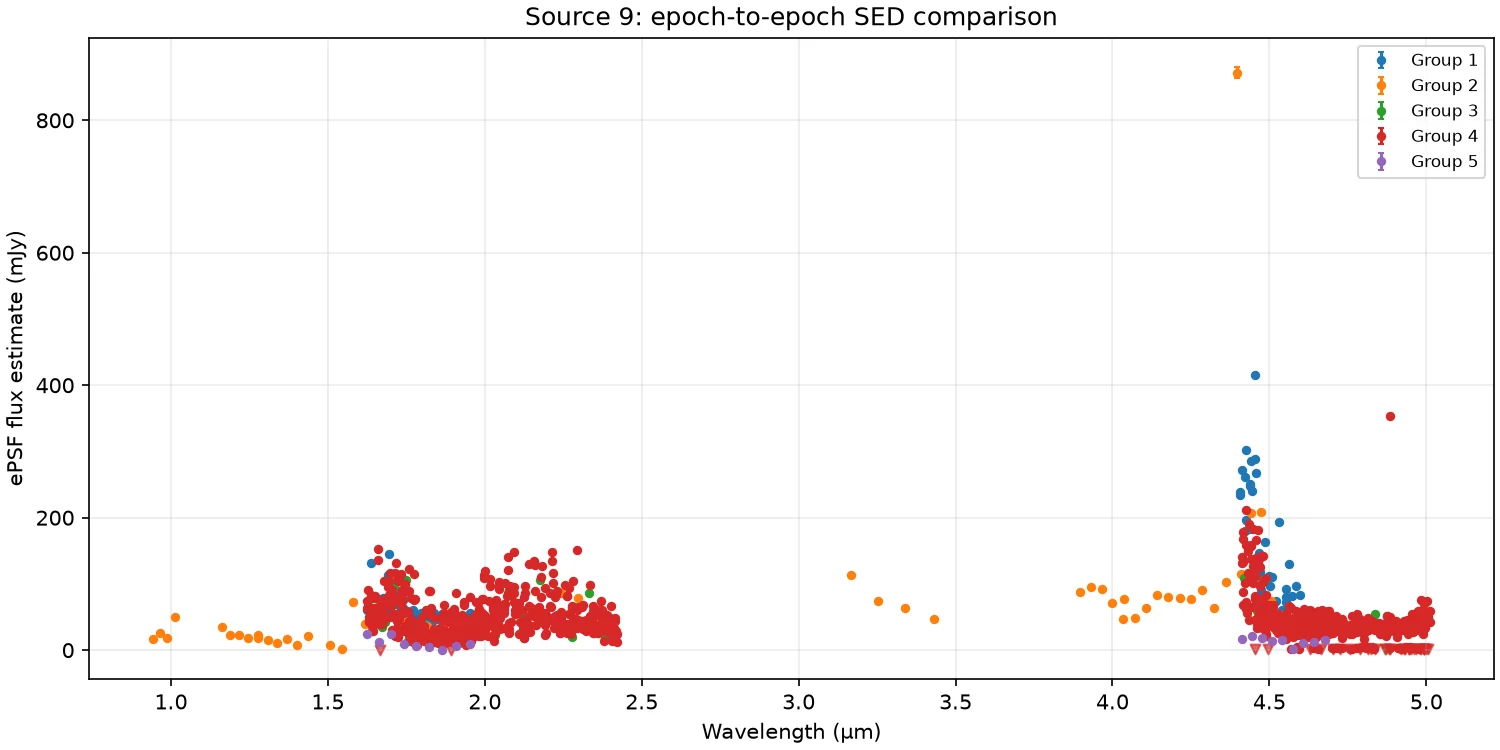 Source 9: epoch-to-epoch SED comparison
ePSF flux estimate (mJy)
800
600
400
200
0
Group 1
Group 2
Group 3
Group 4
Group 5
1.0 1.5 2.0 2.5 3.0 3.5 4.0 4.5 5.0
Wavelength (µm)